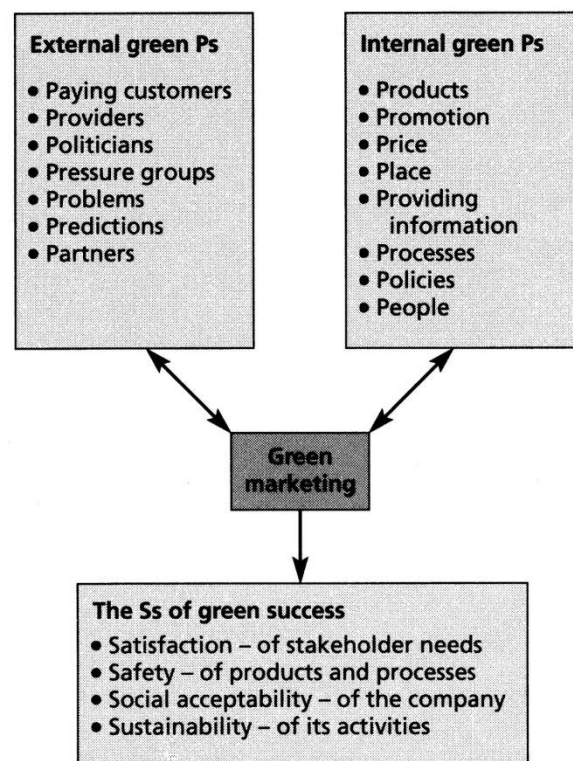 External green Ps
• Paying customers
• Providers
• Politicians
• Pressure groups
• Problems
• Predictions
• Partners
Internal green Ps
• Products
• Promotion
• Price
• Place
• Providing
information
• Processes
• Policies
• People
Green
marketing
The Ss of green success
• Satisfaction – of stakeholder needs
• Safety – of products and processes
• Social acceptability – of the company
• Sustainability – of its activities